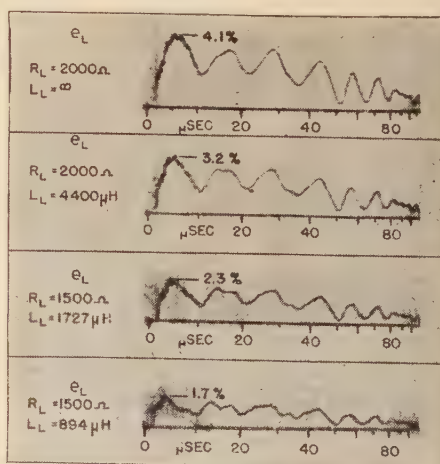 e_L
4.1%
R_L = 2000Ω
L_L = ∞
0 μSEC 20 40 80
e_L
3.2 %
R_L = 2000Ω
L_L = 4400μH
0 μSEC 20 40 80
e_L
2.3 %
R_L = 1500Ω
L_L = 1727μH
0 μSEC 20 40 80
e_L
1.7 %
R_L = 1500Ω
L_L = 894μH
0 μSEC 20 40 80